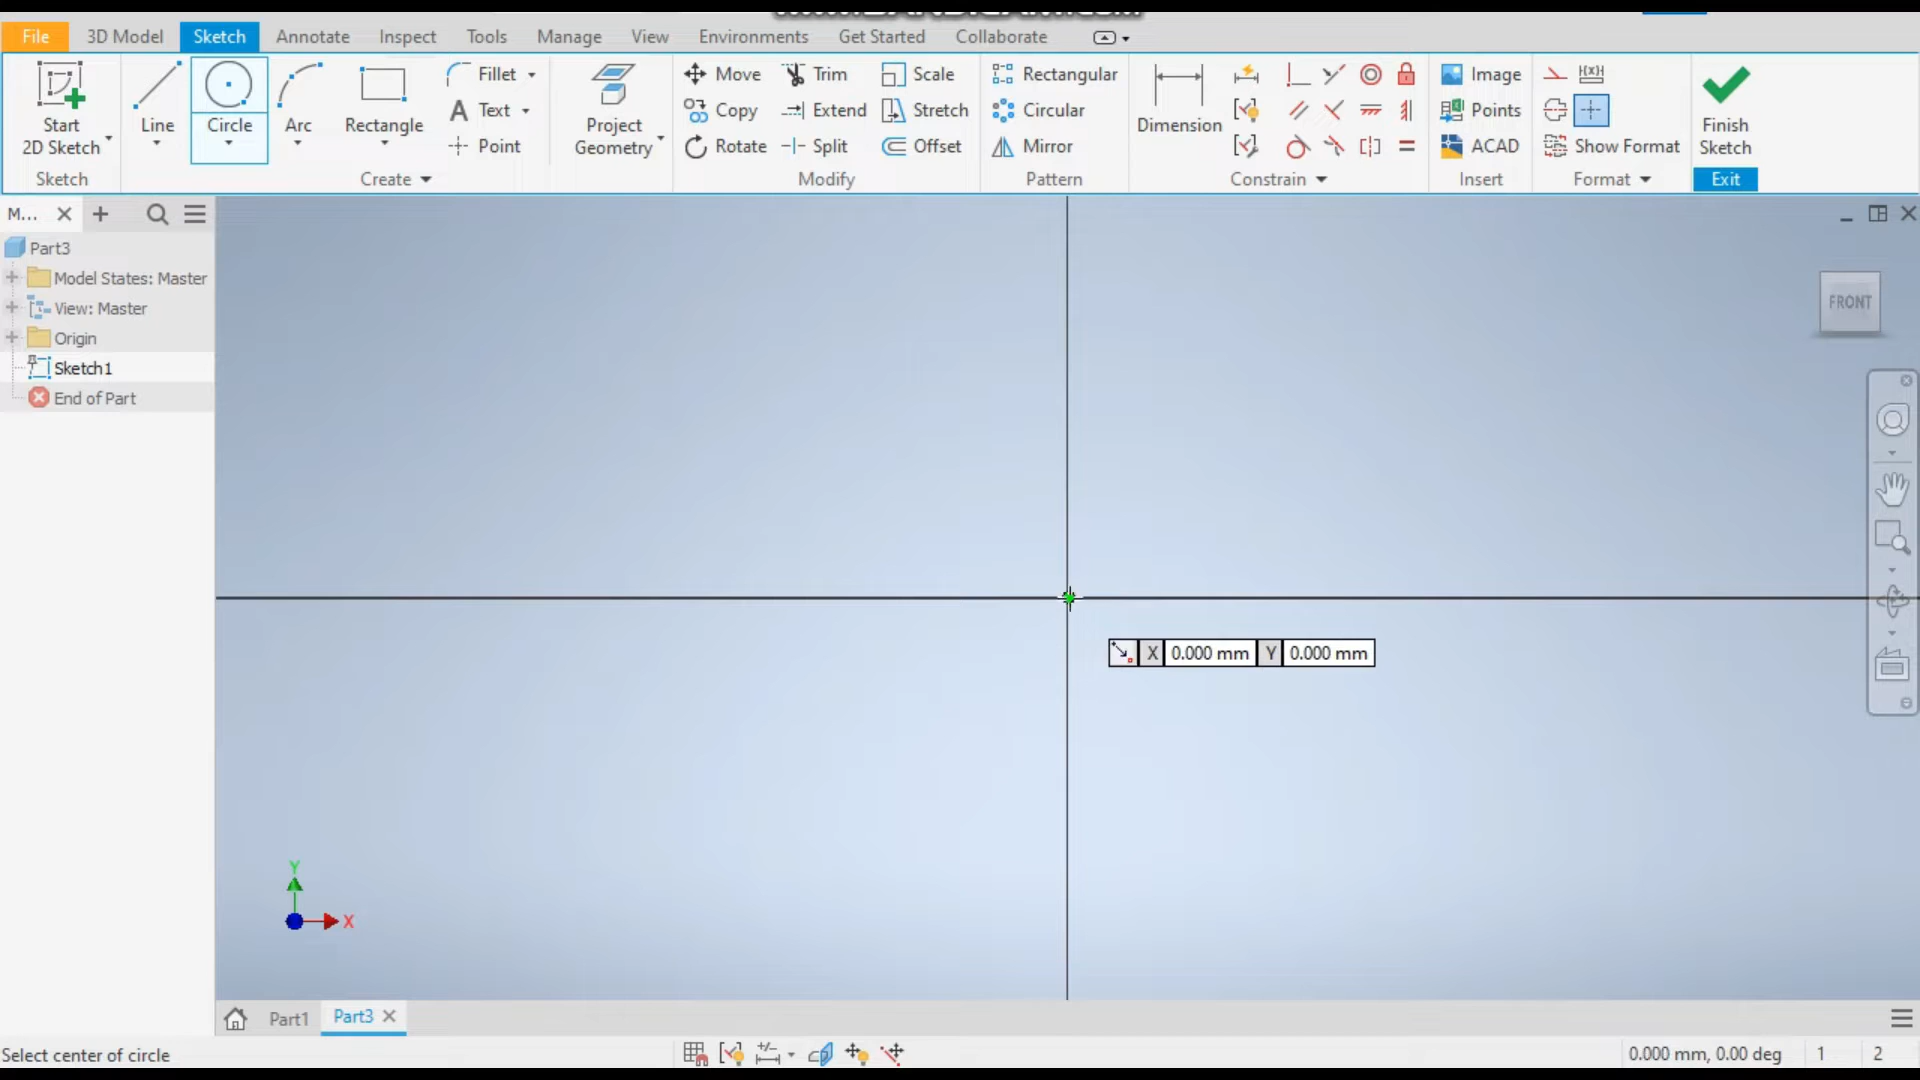 File 3D Model Sketch Annotate Inspect Tools Manage View Environments Get Started Collaborate
Start
2D Sketch
Line
Circle
Arc
Rectangle
Fillet
Text
Point
Project
Geometry
Move
Copy
Rotate
Trim
Extend
Split
Scale
Stretch
Offset
Rectangular
Circular
Mirror
Dimension
Image
Points
ACAD
Show Format
Finish
Sketch
Sketch Create Modify Pattern Constrain Insert Format Exit
M...
Part3
Model States: Master
View: Master
Origin
Sketch1
End of Part
FRONT
X 0.000 mm Y 0.000 mm
Y
X
Part1 Part3
Select center of circle
0.000 mm, 0.00 deg 1 2